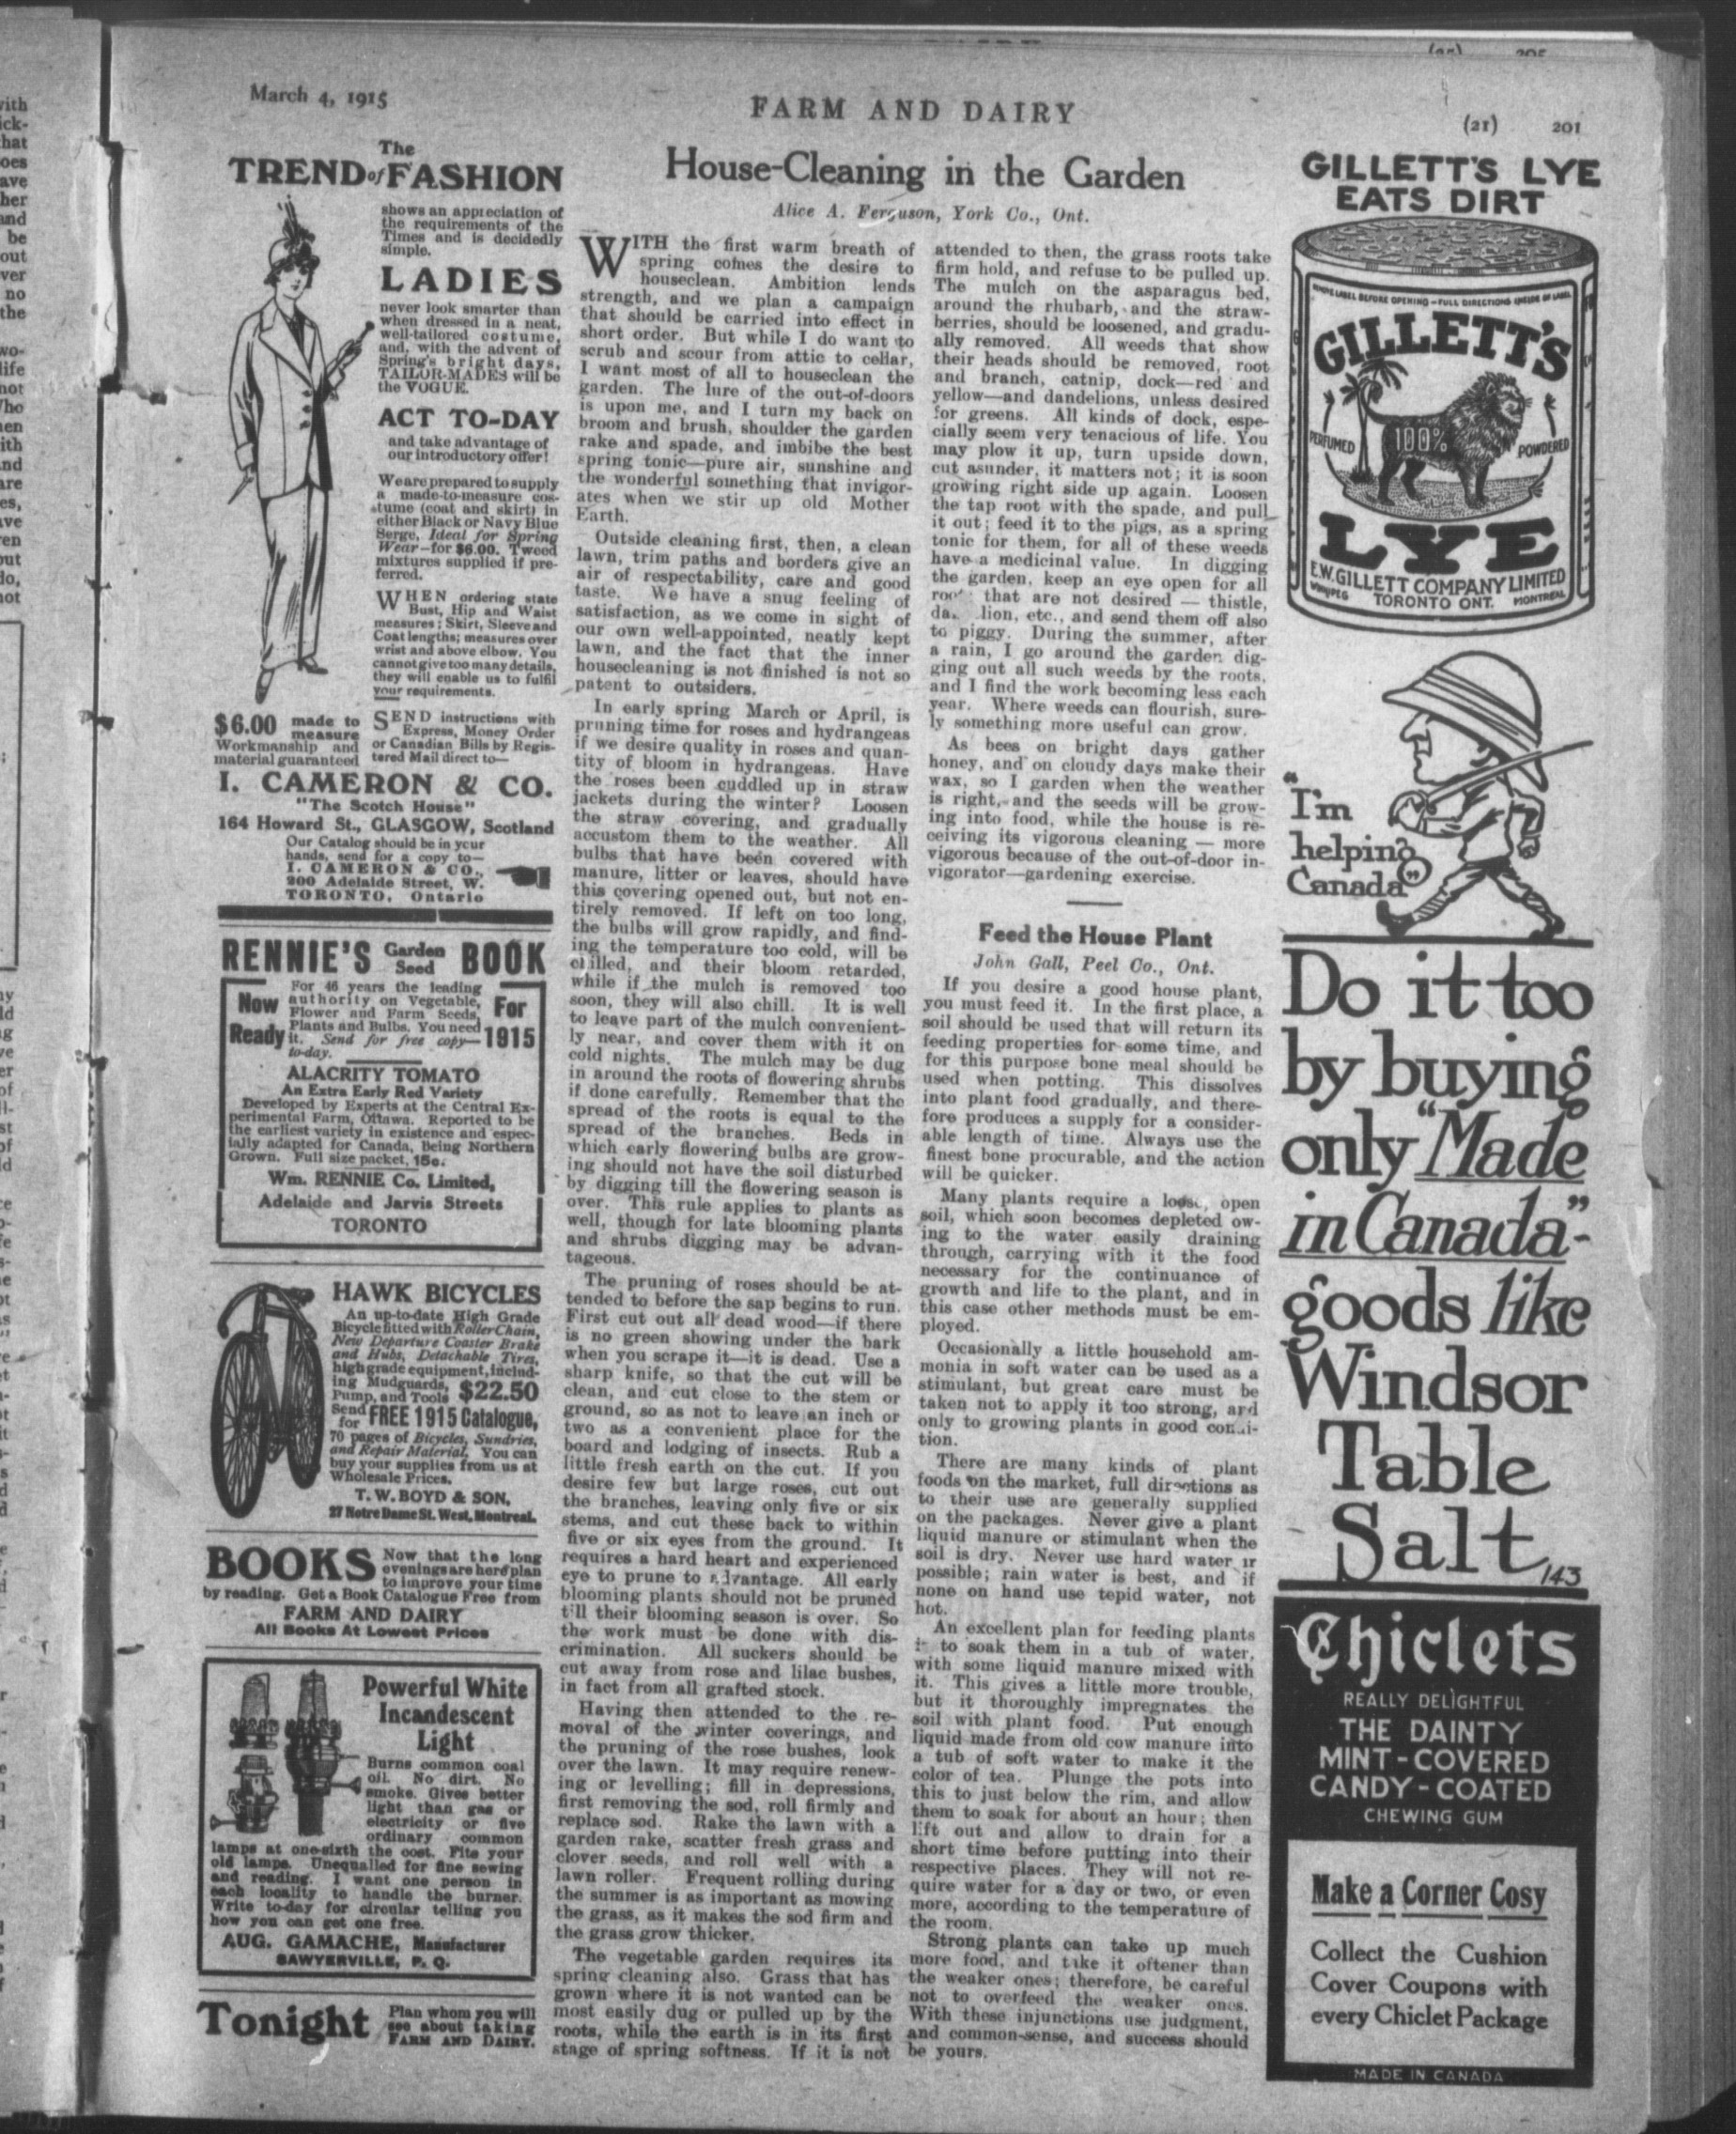 March 4, 1915
FARM AND DAIRY
(21) 201
The
TREND of FASHION
shows an appreciation of
the requirements of the
Times and is decidedly
simple.
LADIES
never look smarter than
when dressed in a neat,
well-tailored costume,
and, with the advent of
Spring's bright days,
TAILOR-MADES will be
the VOGUE.
ACT TO-DAY
and take advantage of
our introductory offer!
We are prepared to supply
a made-to-measure cos-
tume (coat and skirt) in
either Black or Navy Blue
Serge, Ideal for Spring
Wear—for $6.00. Tweed
mixtures supplied if pre-
ferred.
WHEN ordering state
Bust, Hip and Waist
measures; Skirt, Sleeve and
Coat lengths; measures over
wrist and above elbow. You
cannot give too many details,
they will enable us to fulfil
your requirements.
$6.00 made to
measure
Workmanship and
material guaranteed
SEND instructions with
Express, Money Order
or Canadian Bills by Regis-
tered Mail direct to—
I. CAMERON & CO.
"The Scotch House"
164 Howard St., GLASGOW, Scotland
Our Catalog should be in your
hands, send for a copy to—
I. CAMERON & CO.,
200 Adelaide Street, W.
TORONTO, Ontario
RENNIE'S Garden Seed BOOK
Now Ready
For 1915
For 46 years the leading
authority on Vegetable,
Flower and Farm Seeds,
Plants and Bulbs. You need
it. Send for free copy—
to-day.
ALACRITY TOMATO
An Extra Early Red Variety
Developed by Experts at the Central Ex-
perimental Farm, Ottawa. Reported to be
the earliest variety in existence and espec-
ially adapted for Canada, Being Northern
Grown. Full size packet, 15c.
Wm. RENNIE Co. Limited,
Adelaide and Jarvis Streets
TORONTO
HAWK BICYCLES
An up-to-date High Grade
Bicycle fitted with Roller Chain,
New Departure Coaster Brake
and Hubs, Detachable Tires,
high grade equipment, includ-
ing Mudguards, $22.50
Pump, and Tools
Send for FREE 1915 Catalogue,
70 pages of Bicycles, Sundries,
and Repair Material. You can
buy your supplies from us at
Wholesale Prices.
T. W. BOYD & SON,
27 Notre Dame St. West, Montreal.
BOOKS Now that the long
evenings are here plan
to improve your time
by reading. Get a Book Catalogue Free from
FARM AND DAIRY
All Books At Lowest Prices
Powerful White
Incandescent
Light
Burns common coal
oil. No dirt. No
smoke. Gives better
light than gas or
electricity or five
ordinary common
lamps at one-sixth the cost. Fits your
old lamps. Unequalled for fine sewing
and reading. I want one person in
each locality to handle the burner.
Write to-day for circular telling you
how you can get one free.
AUG. GAMACHE, Manufacturer
SAWYERVILLE, P. Q.
Tonight Plan whom you will
see about taking
FARM AND DAIRY.
House-Cleaning in the Garden
Alice A. Ferguson, York Co., Ont.
WITH the first warm breath of
spring comes the desire to
houseclean. Ambition lends
strength, and we plan a campaign
that should be carried into effect in
short order. But while I do want to
scrub and scour from attic to cellar,
I want most of all to houseclean the
garden. The lure of the out-of-doors
is upon me, and I turn my back on
broom and brush, shoulder the garden
rake and spade, and imbibe the best
spring tonic—pure air, sunshine and
the wonderful something that invigor-
ates when we stir up old Mother
Earth.
Outside cleaning first, then, a clean
lawn, trim paths and borders give an
air of respectability, care and good
taste. We have a snug feeling of
satisfaction, as we come in sight of
our own well-appointed, neatly kept
lawn, and the fact that the inner
housecleaning is not finished is not so
patent to outsiders.
In early spring March or April, is
pruning time for roses and hydrangeas
if we desire quality in roses and quan-
tity of bloom in hydrangeas. Have
the roses been cuddled up in straw
jackets during the winter? Loosen
the straw covering, and gradually
accustom them to the weather. All
bulbs that have been covered with
manure, litter or leaves, should have
this covering opened out, but not en-
tirely removed. If left on too long,
the bulbs will grow rapidly, and find-
ing the temperature too cold, will be
chilled, and their bloom retarded,
while if the mulch is removed too
soon, they will also chill. It is well
to leave part of the mulch convenient-
ly near, and cover them with it on
cold nights. The mulch may be dug
in around the roots of flowering shrubs
if done carefully. Remember that the
spread of the roots is equal to the
spread of the branches. Beds in
which early flowering bulbs are grow-
ing should not have the soil disturbed
by digging till the flowering season is
over. This rule applies to plants as
well, though for late blooming plants
and shrubs digging may be advan-
tageous.
The pruning of roses should be at-
tended to before the sap begins to run.
First cut out all dead wood—if there
is no green showing under the bark
when you scrape it—it is dead. Use a
sharp knife, so that the cut will be
clean, and cut close to the stem or
ground, so as not to leave an inch or
two as a convenient place for the
board and lodging of insects. Rub a
little fresh earth on the cut. If you
desire few but large roses, cut out
the branches, leaving only five or six
stems, and cut these back to within
five or six eyes from the ground. It
requires a hard heart and experienced
eye to prune to advantage. All early
blooming plants should not be pruned
till their blooming season is over. So
the work must be done with dis-
crimination. All suckers should be
cut away from rose and lilac bushes,
in fact from all grafted stock.
Having then attended to the re-
moval of the winter coverings, and
the pruning of the rose bushes, look
over the lawn. It may require renew-
ing or levelling; fill in depressions,
first removing the sod, roll firmly and
replace sod. Rake the lawn with a
garden rake, scatter fresh grass and
clover seeds, and roll well with a
lawn roller. Frequent rolling during
the summer is as important as mowing
the grass, as it makes the sod firm and
the grass grow thicker.
The vegetable garden requires its
spring cleaning also. Grass that has
grown where it is not wanted can be
most easily dug or pulled up by the
roots, while the earth is in its first
stage of spring softness. If it is not
attended to then, the grass roots take
firm hold, and refuse to be pulled up.
The mulch on the asparagus bed,
around the rhubarb, and the straw-
berries, should be loosened, and gradu-
ally removed. All weeds that show
their heads should be removed, root
and branch, catnip, dock—red and
yellow—and dandelions, unless desired
for greens. All kinds of dock, espe-
cially seem very tenacious of life. You
may plow it up, turn upside down,
cut asunder, it matters not; it is soon
growing right side up again. Loosen
the tap root with the spade, and pull
it out; feed it to the pigs, as a spring
tonic for them, for all of these weeds
have a medicinal value. In digging
the garden, keep an eye open for all
that are not desired — thistle,
etc., and send them off also
to piggy. During the summer, after
a rain, I go around the garden dig-
ging out all such weeds by the roots,
and I find the work becoming less each
year. Where weeds can flourish, sure-
ly something more useful can grow.
As bees on bright days gather
honey, and on cloudy days make their
wax, so I garden when the weather
is right, and the seeds will be grow-
ing into food, while the house is re-
ceiving its vigorous cleaning — more
vigorous because of the out-of-door in-
vigorator—gardening exercise.
Feed the House Plant
John Gall, Peel Co., Ont.
If you desire a good house plant,
you must feed it. In the first place, a
soil should be used that will return its
feeding properties for some time, and
for this purpose bone meal should be
used when potting. This dissolves
into plant food gradually, and there-
fore produces a supply for a consider-
able length of time. Always use the
finest bone procurable, and the action
will be quicker.
Many plants require a loose, open
soil, which soon becomes depleted ow-
ing to the water easily draining
through, carrying with it the food
necessary for the continuance of
growth and life to the plant, and in
this case other methods must be em-
ployed.
Occasionally a little household am-
monia in soft water can be used as a
stimulant, but great care must be
taken not to apply it too strong, and
only to growing plants in good condi-
tion.
There are many kinds of plant
foods on the market, full directions as
to their use are generally supplied
on the packages. Never give a plant
liquid manure or stimulant when the
soil is dry. Never use hard water if
possible; rain water is best, and if
none on hand use tepid water, not
hot.
An excellent plan for feeding plants
is to soak them in a tub of water,
with some liquid manure mixed with
it. This gives a little more trouble,
but it thoroughly impregnates the
soil with plant food. Put enough
liquid made from old cow manure into
a tub of soft water to make it the
color of tea. Plunge the pots into
this to just below the rim, and allow
them to soak for about an hour; then
lift out and allow to drain for a
short time before putting into their
respective places. They will not re-
quire water for a day or two, or even
more, according to the temperature of
the room.
Strong plants can take up much
more food, and take it oftener than
the weaker ones; therefore, be careful
not to overfeed the weaker ones.
With these injunctions use judgment,
and common-sense, and success should
be yours.
GILLETT'S LYE
EATS DIRT
REMOVE LABEL BEFORE OPENING—FULL DIRECTIONS INSIDE OF LABEL
GILLETT'S
PERFUMED
100%
POWDERED
LYE
E.W. GILLETT COMPANY LIMITED
WINNIPEG TORONTO ONT. MONTREAL
"I'm
helping
Canada"
Do it too
by buying
only "Made
in Canada"-
goods like
Windsor
Table
Salt
143
Chiclets
REALLY DELIGHTFUL
THE DAINTY
MINT-COVERED
CANDY-COATED
CHEWING GUM
Make a Corner Cosy
Collect the Cushion
Cover Coupons with
every Chiclet Package
MADE IN CANADA